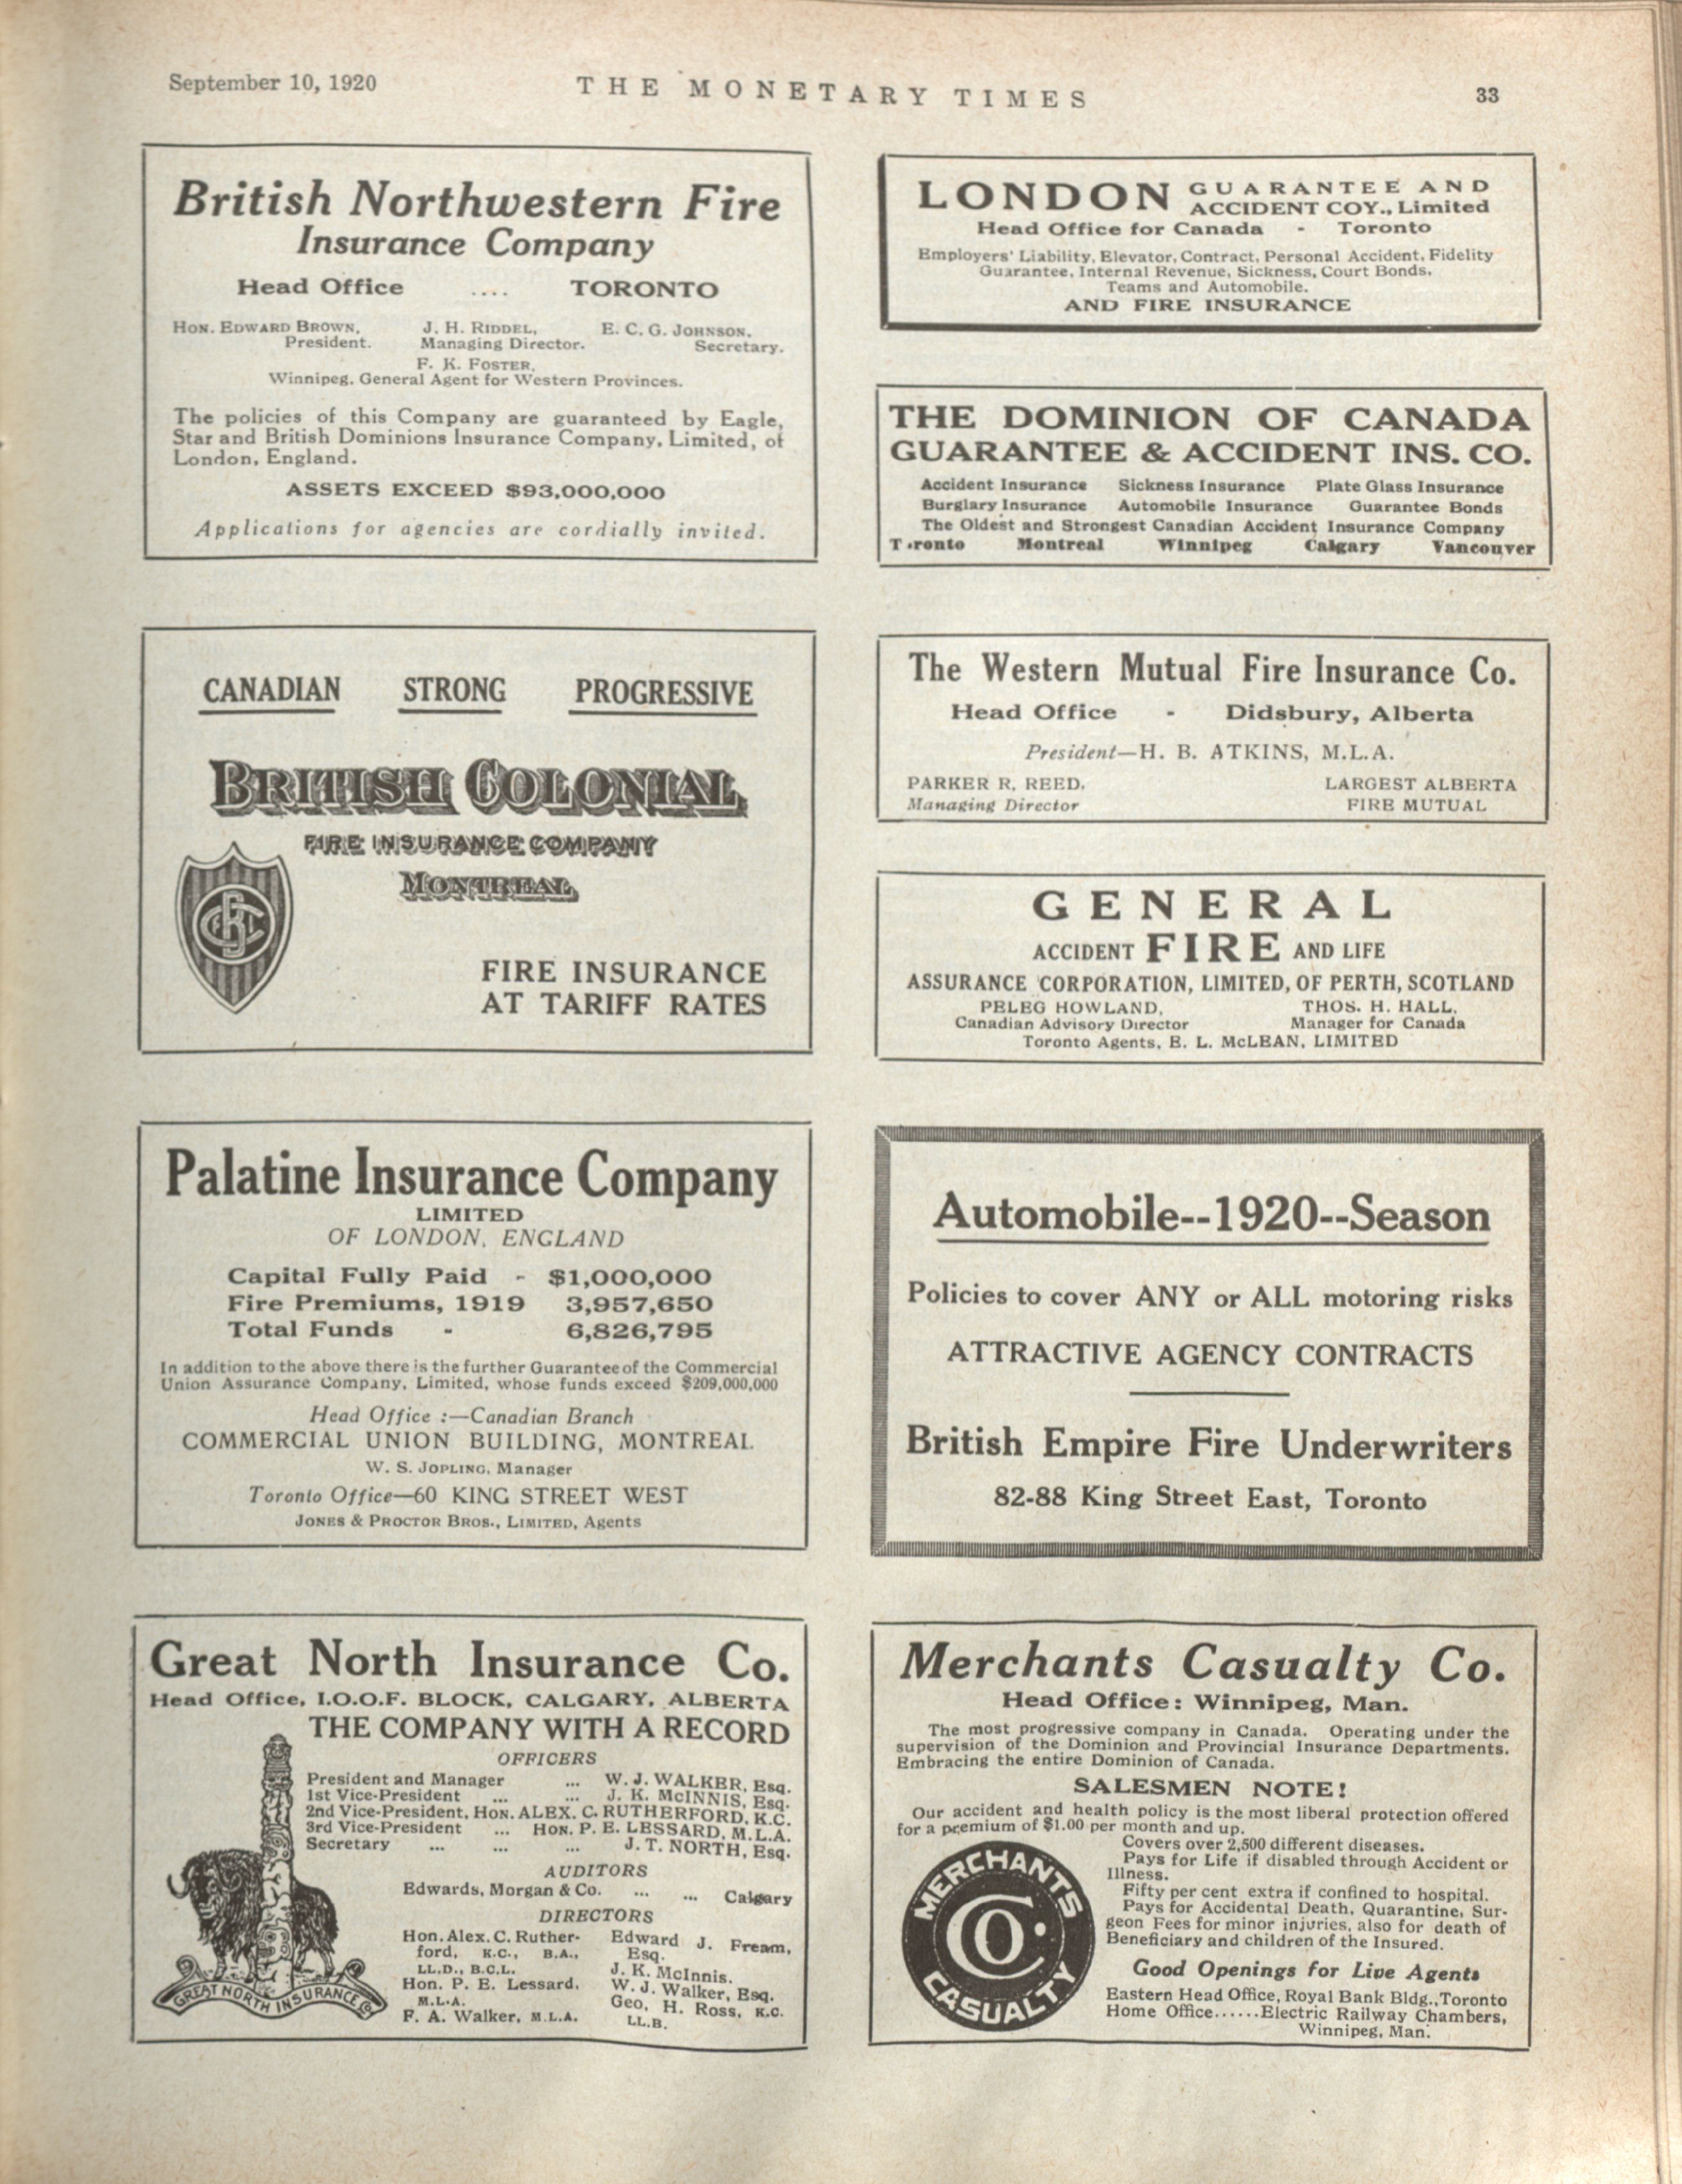 September 10, 1920
THE MONETARY TIMES
33
British Northwestern Fire
Insurance Company
Head Office .... TORONTO
HON. EDWARD BROWN,
President.
J. H. RIDDEL,
Managing Director.
E. C. G. JOHNSON,
Secretary.
F. K. FOSTER,
Winnipeg, General Agent for Western Provinces.
The policies of this Company are guaranteed by Eagle,
Star and British Dominions Insurance Company, Limited, of
London, England.
ASSETS EXCEED $93,000,000
Applications for agencies are cordially invited.
CANADIAN STRONG PROGRESSIVE
BRITISH COLONIAL
FIRE INSURANCE COMPANY
MONTREAL
FIRE INSURANCE
AT TARIFF RATES
Palatine Insurance Company
LIMITED
OF LONDON, ENGLAND
Capital Fully Paid - $1,000,000
Fire Premiums, 1919 3,957,650
Total Funds - 6,826,795
In addition to the above there is the further Guarantee of the Commercial
Union Assurance Company, Limited, whose funds exceed $209,000,000
Head Office :—Canadian Branch
COMMERCIAL UNION BUILDING, MONTREAL
W. S. JOPLING, Manager
Toronto Office—60 KING STREET WEST
JONES & PROCTOR BROS., LIMITED, Agents
Great North Insurance Co.
Head Office, I.O.O.F. BLOCK, CALGARY, ALBERTA
THE COMPANY WITH A RECORD
OFFICERS
President and Manager ... W. J. WALKER, Esq.
1st Vice-President ... ... J. K. McINNIS, Esq.
2nd Vice-President, HON. ALEX. C. RUTHERFORD, K.C.
3rd Vice-President ... HON. P. E. LESSARD, M.L.A.
Secretary ... ... ... J. T. NORTH, Esq.
AUDITORS
Edwards, Morgan & Co. ... ... Calgary
DIRECTORS
Hon. Alex. C. Ruther-
ford, K.C., B.A.,
LL.D., B.C.L.
Hon. P. E. Lessard,
M.L.A.
F. A. Walker, M.L.A.
Edward J. Fream,
Esq.
J. K. McInnis.
W. J. Walker, Esq.
Geo. H. Ross, K.C.
LL.B.
GREAT NORTH INSURANCE Co
LONDON GUARANTEE AND
ACCIDENT COY., Limited
Head Office for Canada - Toronto
Employers' Liability, Elevator, Contract, Personal Accident, Fidelity
Guarantee, Internal Revenue, Sickness, Court Bonds,
Teams and Automobile.
AND FIRE INSURANCE
THE DOMINION OF CANADA
GUARANTEE & ACCIDENT INS. CO.
Accident Insurance Sickness Insurance Plate Glass Insurance
Burglary Insurance Automobile Insurance Guarantee Bonds
The Oldest and Strongest Canadian Accident Insurance Company
Toronto Montreal Winnipeg Calgary Vancouver
The Western Mutual Fire Insurance Co.
Head Office - Didsbury, Alberta
President—H. B. ATKINS, M.L.A.
PARKER R. REED,
Managing Director
LARGEST ALBERTA
FIRE MUTUAL
GENERAL
ACCIDENT FIRE AND LIFE
ASSURANCE CORPORATION, LIMITED, OF PERTH, SCOTLAND
PELEG HOWLAND,
Canadian Advisory Director
THOS. H. HALL,
Manager for Canada
Toronto Agents, E. L. McLEAN, LIMITED
Automobile--1920--Season
Policies to cover ANY or ALL motoring risks
ATTRACTIVE AGENCY CONTRACTS
British Empire Fire Underwriters
82-88 King Street East, Toronto
Merchants Casualty Co.
Head Office: Winnipeg, Man.
The most progressive company in Canada. Operating under the
supervision of the Dominion and Provincial Insurance Departments.
Embracing the entire Dominion of Canada.
SALESMEN NOTE!
Our accident and health policy is the most liberal protection offered
for a premium of $1.00 per month and up.
Covers over 2,500 different diseases.
Pays for Life if disabled through Accident or
Illness.
Fifty per cent extra if confined to hospital.
Pays for Accidental Death, Quarantine, Sur-
geon Fees for minor injuries, also for death of
Beneficiary and children of the Insured.
Good Openings for Live Agents
Eastern Head Office, Royal Bank Bldg., Toronto
Home Office......Electric Railway Chambers,
Winnipeg, Man.
MERCHANTS
CO.
CASUALTY